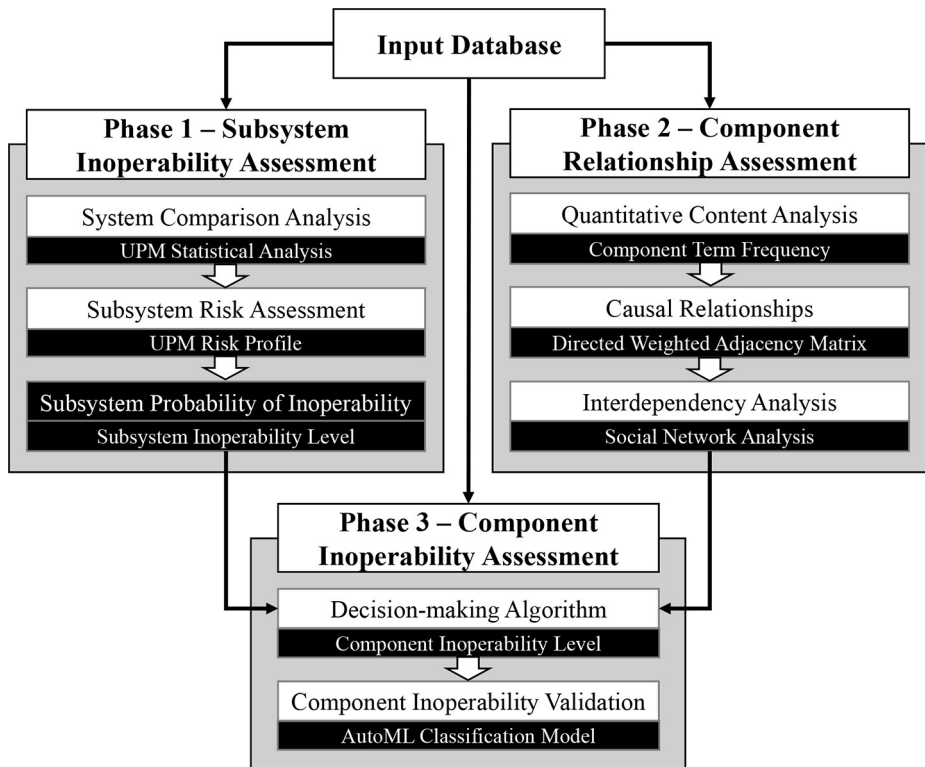 Input Database
Phase 1 – Subsystem
Inoperability Assessment
System Comparison Analysis
UPM Statistical Analysis
Subsystem Risk Assessment
UPM Risk Profile
Subsystem Probability of Inoperability
Subsystem Inoperability Level
Phase 2 – Component
Relationship Assessment
Quantitative Content Analysis
Component Term Frequency
Causal Relationships
Directed Weighted Adjacency Matrix
Interdependency Analysis
Social Network Analysis
Phase 3 – Component
Inoperability Assessment
Decision-making Algorithm
Component Inoperability Level
Component Inoperability Validation
AutoML Classification Model